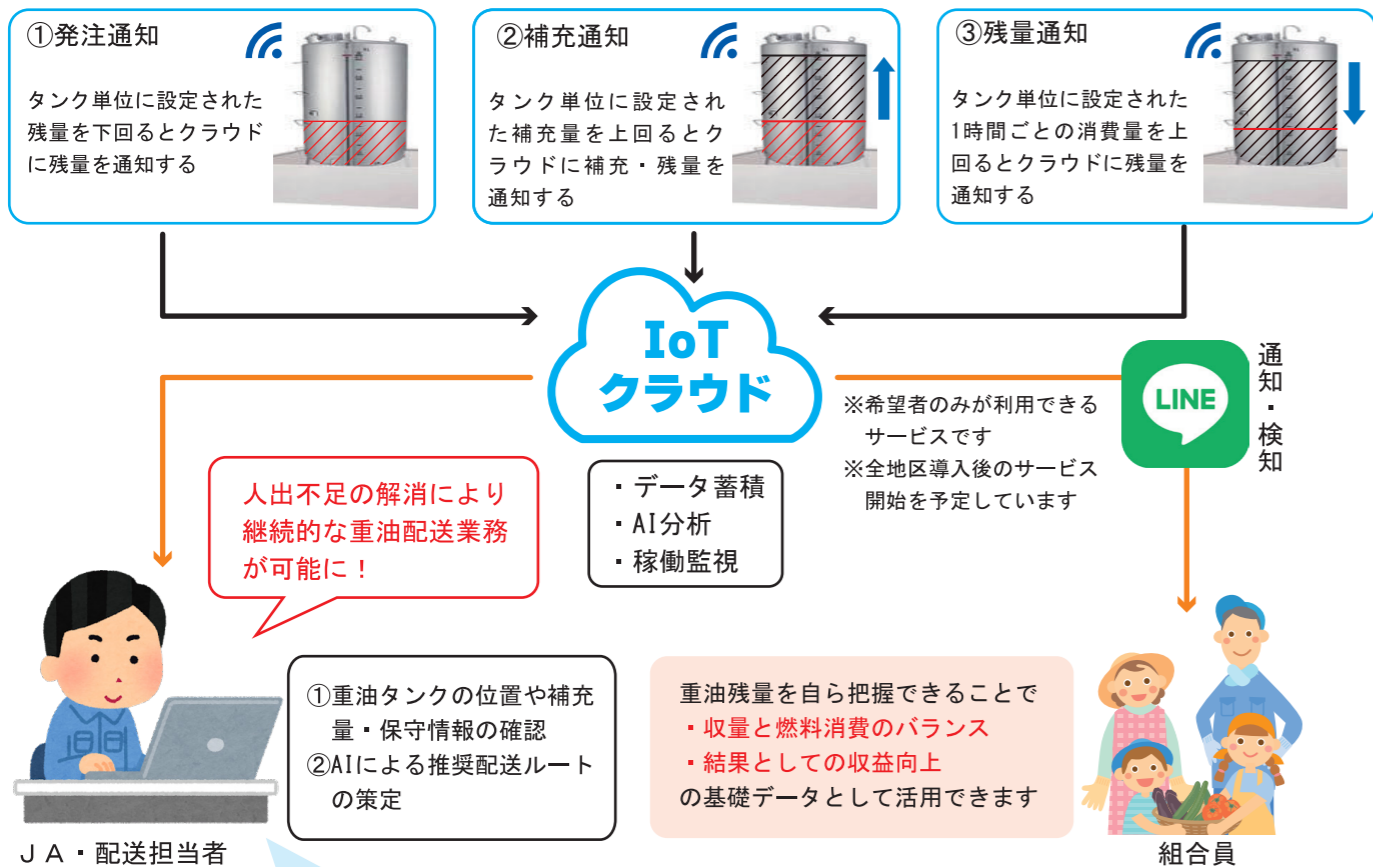 ①発注通知
タンク単位に設定された
残量を下回るとクラウド
に残量を通知する
②補充通知
タンク単位に設定され
た補充量を上回るとク
ラウドに補充・残量を
通知する
③残量通知
タンク単位に設定された
1時間ごとの消費量を上
回るとクラウドに残量を
通知する
IoT
クラウド
・データ蓄積
・AI分析
・稼働監視
※希望者のみが利用できる
サービスです
※全地区導入後のサービス
開始を予定しています
LINE
通知・検知
人出不足の解消により
継続的な重油配送業務
が可能に！
①重油タンクの位置や補充
量・保守情報の確認
②AIによる推奨配送ルート
の策定
ＪＡ・配送担当者
重油残量を自ら把握できることで
・収量と燃料消費のバランス
・結果としての収益向上
の基礎データとして活用できます
組合員